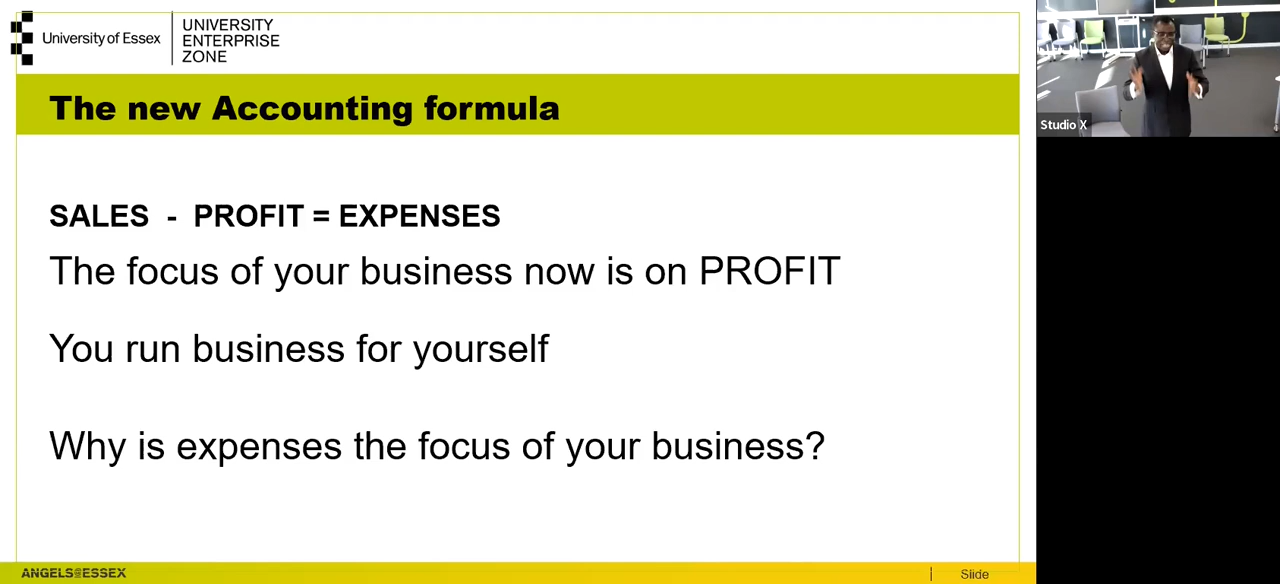 University of Essex
UNIVERSITY
ENTERPRISE
ZONE
The new Accounting formula
SALES - PROFIT = EXPENSES
The focus of your business now is on PROFIT
You run business for yourself
Why is expenses the focus of your business?
ANGELS@ESSEX
Slide
Studio X